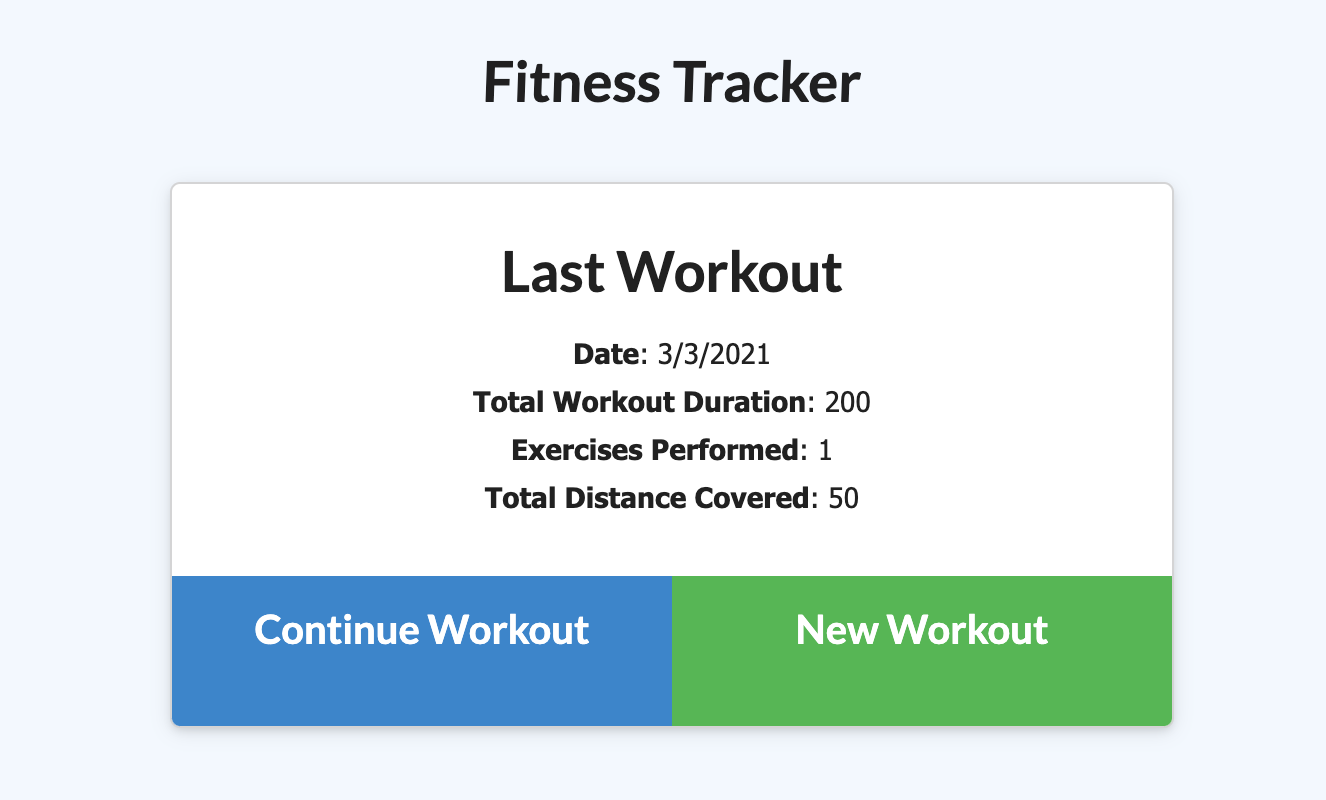 Fitness Tracker
Last Workout
Date: 3/3/2021
Total Workout Duration: 200
Exercises Performed: 1
Total Distance Covered: 50
Continue Workout
New Workout